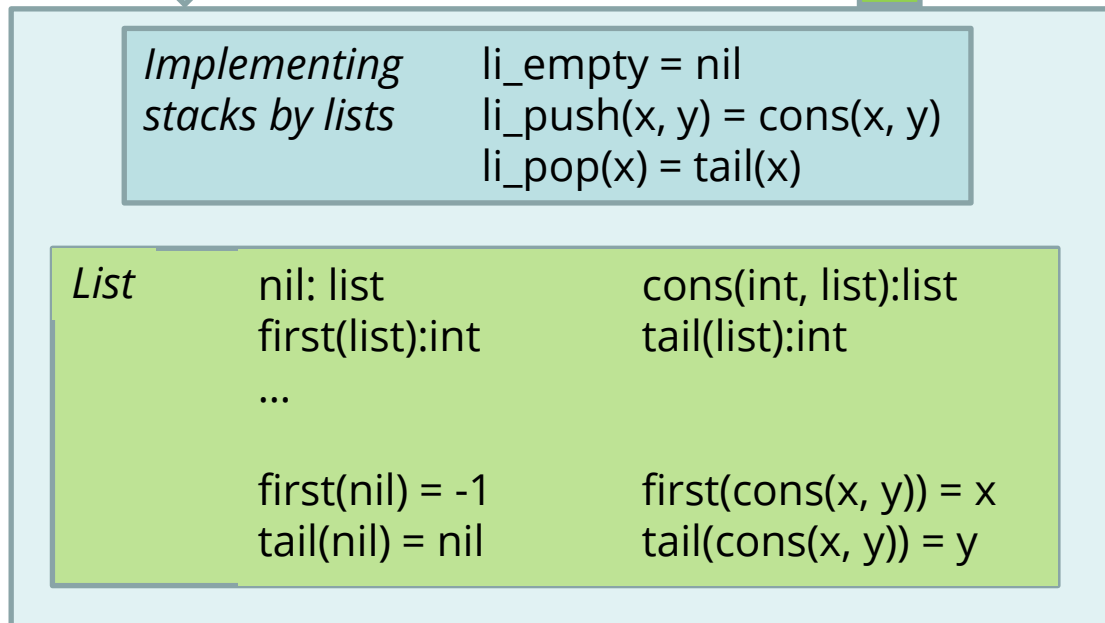 Implementing li_empty = nil
stacks by lists li_push(x, y) = cons(x, y)
li_pop(x) = tail(x)
List nil: list cons(int, list):list
first(list):int tail(list):int
...
first(nil) = -1 first(cons(x, y)) = x
tail(nil) = nil tail(cons(x, y)) = y